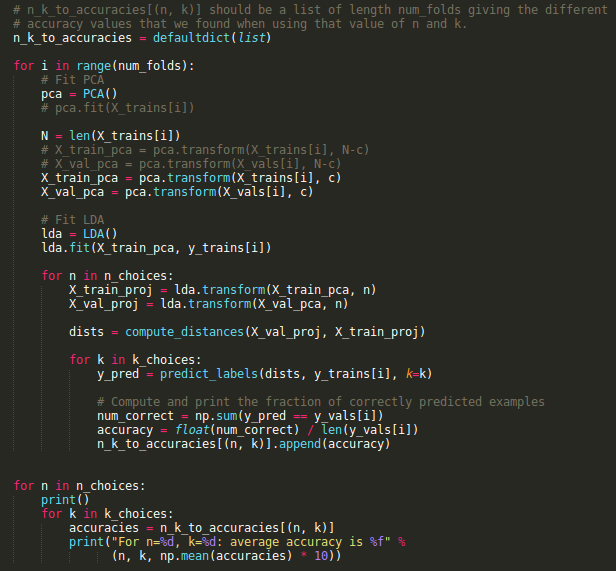 # n_k_to_accuracies[(n, k)] should be a list of length num_folds giving the different
# accuracy values that we found when using that value of n and k.
n_k_to_accuracies = defaultdict(list)

for i in range(num_folds):
    # Fit PCA
    pca = PCA()
    # pca.fit(X_trains[i])

    N = len(X_trains[i])
    # X_train_pca = pca.transform(X_trains[i], N-c)
    # X_val_pca = pca.transform(X_vals[i], N-c)
    X_train_pca = pca.transform(X_trains[i], c)
    X_val_pca = pca.transform(X_vals[i], c)

    # Fit LDA
    lda = LDA()
    lda.fit(X_train_pca, y_trains[i])

    for n in n_choices:
        X_train_proj = lda.transform(X_train_pca, n)
        X_val_proj = lda.transform(X_val_pca, n)

        dists = compute_distances(X_val_proj, X_train_proj)

        for k in k_choices:
            y_pred = predict_labels(dists, y_trains[i], k=k)

            # Compute and print the fraction of correctly predicted examples
            num_correct = np.sum(y_pred == y_vals[i])
            accuracy = float(num_correct) / len(y_vals[i])
            n_k_to_accuracies[(n, k)].append(accuracy)


for n in n_choices:
    print()
    for k in k_choices:
        accuracies = n_k_to_accuracies[(n, k)]
        print("For n=%d, k=%d: average accuracy is %f" %
              (n, k, np.mean(accuracies) * 10))